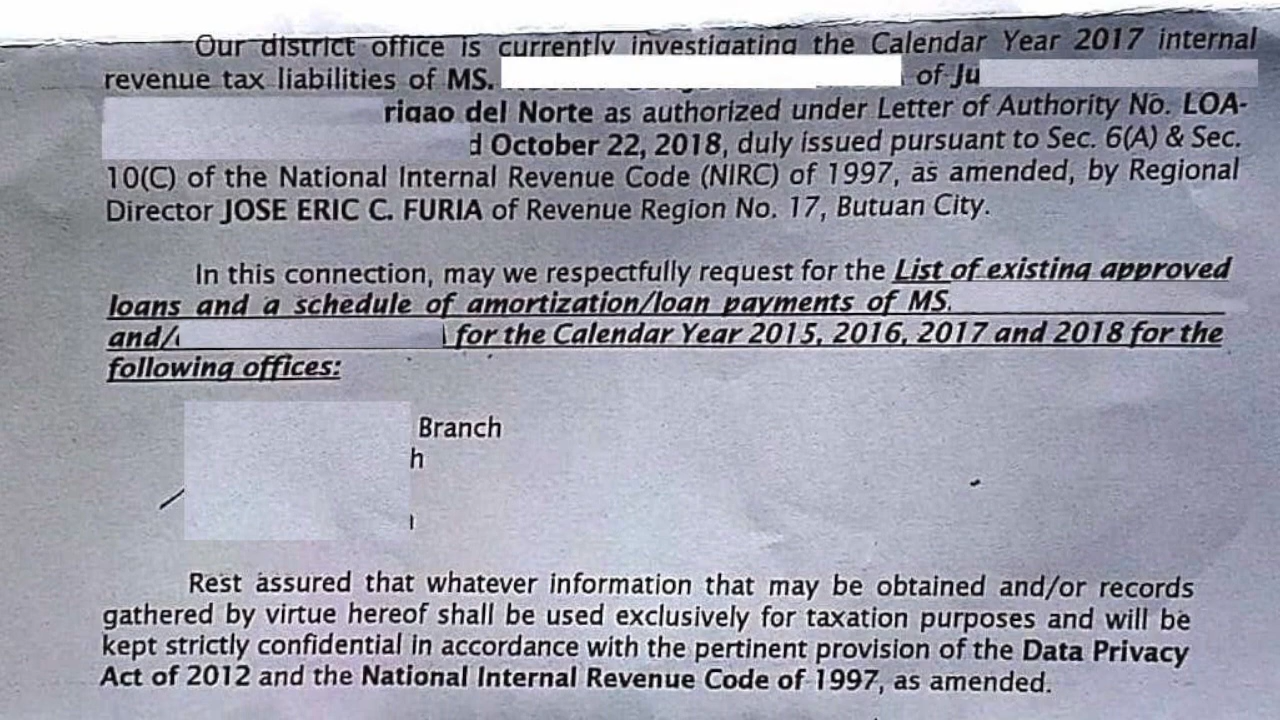 Our district office is currently investigating the Calendar Year 2017 internal
revenue tax liabilities of MS. of Ju
rigao del Norte as authorized under Letter of Authority No. LOA-
d October 22, 2018, duly issued pursuant to Sec. 6(A) & Sec.
10(C) of the National Internal Revenue Code (NIRC) of 1997, as amended, by Regional
Director JOSE ERIC C. FURIA of Revenue Region No. 17, Butuan City.
In this connection, may we respectfully request for the List of existing approved
loans and a schedule of amortization/loan payments of MS.
and/ for the Calendar Year 2015, 2016, 2017 and 2018 for the
following offices:
Branch
h
Rest assured that whatever information that may be obtained and/or records
gathered by virtue hereof shall be used exclusively for taxation purposes and will be
kept strictly confidential in accordance with the pertinent provision of the Data Privacy
Act of 2012 and the National Internal Revenue Code of 1997, as amended.